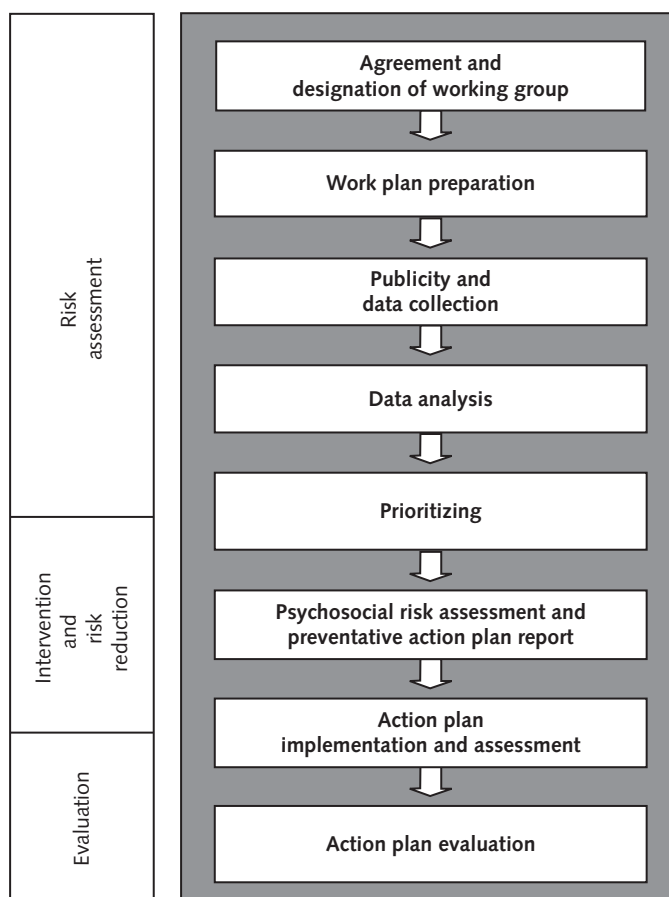 Risk
assessment
Agreement and
designation of working group
Work plan preparation
Publicity and
data collection
Data analysis
Prioritizing
Intervention
and
risk
reduction
Psychosocial risk assessment and
preventative action plan report
Action plan
implementation and assessment
Evaluation
Action plan evaluation